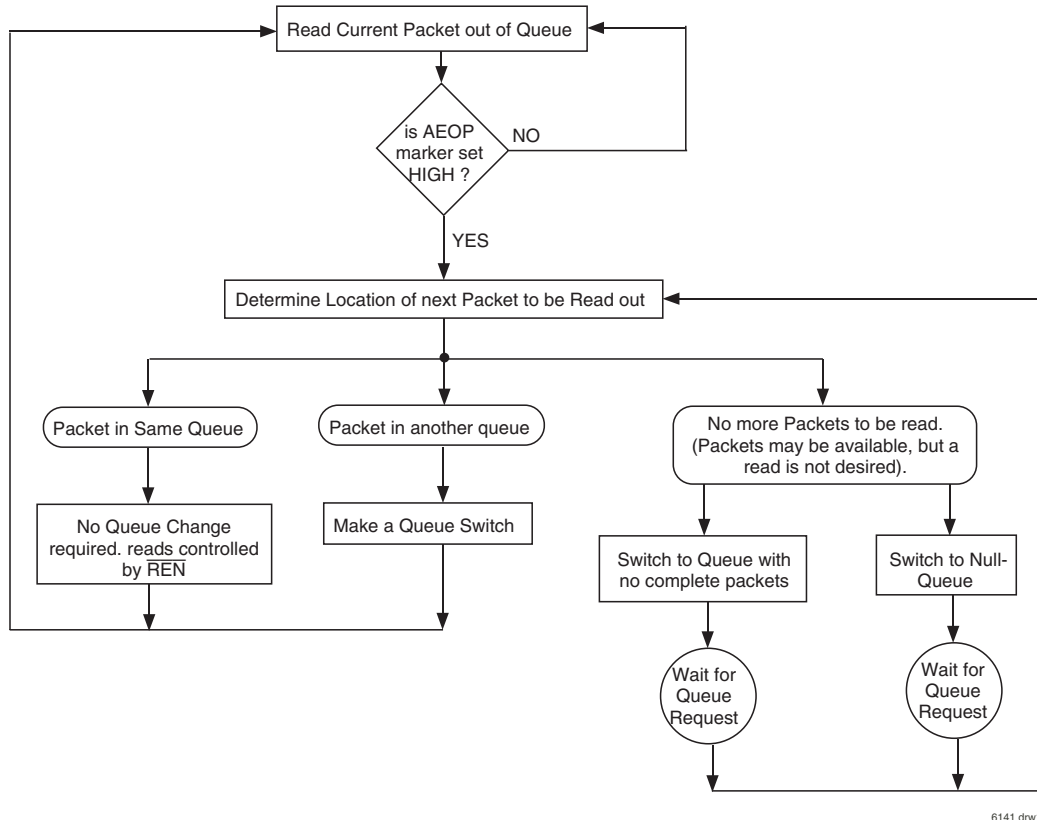 Read Current Packet out of Queue
is AEOP
marker set
HIGH ?
NO
YES
Determine Location of next Packet to be Read out
Packet in Same Queue
Packet in another queue
No more Packets to be read.
(Packets may be available, but a
read is not desired).
No Queue Change
required. reads controlled
by REN
Make a Queue Switch
Switch to Queue with
no complete packets
Switch to Null-
Queue
Wait for
Queue
Request
Wait for
Queue
Request
6141 drw